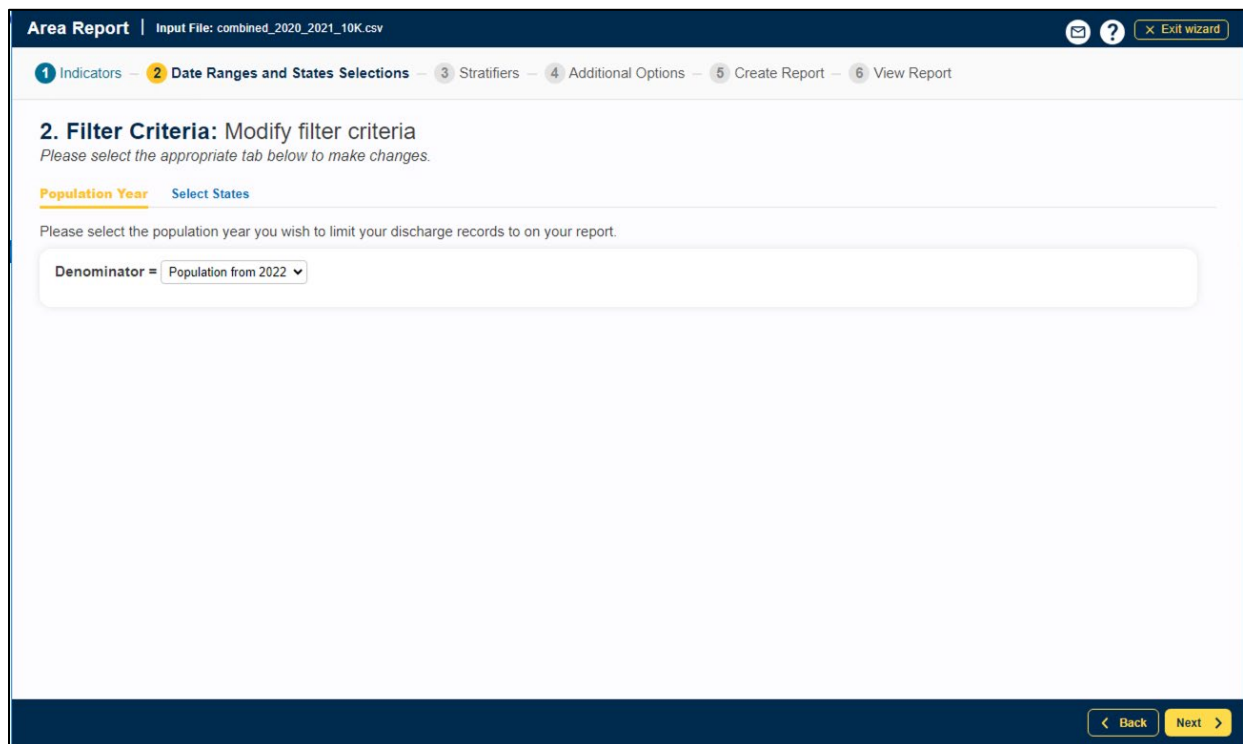 Area Report | Input File: combined_2020_2021_10K.csv ? × Exit wizard
1 Indicators – 2 Date Ranges and States Selections – 3 Stratifiers – 4 Additional Options – 5 Create Report – 6 View Report
2. Filter Criteria: Modify filter criteria
Please select the appropriate tab below to make changes.
Population Year Select States
Please select the population year you wish to limit your discharge records to on your report.
Denominator = Population from 2022
Back Next